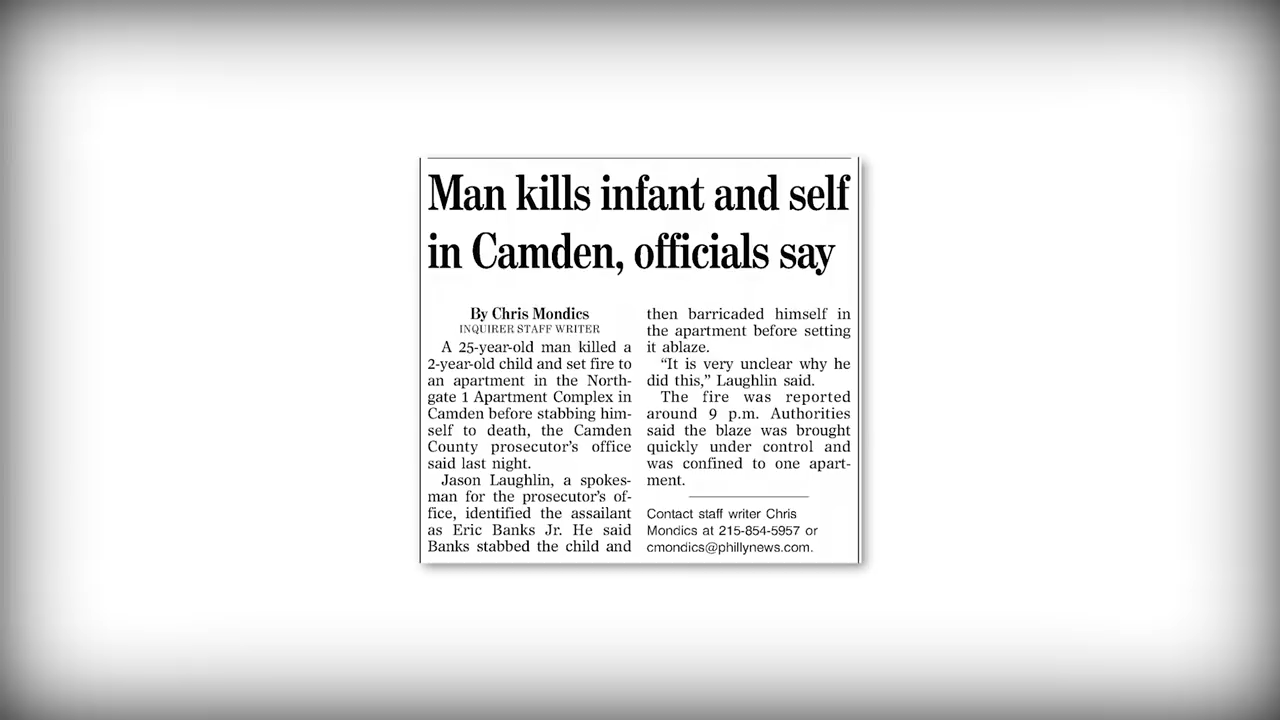 Man kills infant and self
in Camden, officials say
By Chris Mondics
INQUIRER STAFF WRITER
A 25-year-old man killed a
2-year-old child and set fire to
an apartment in the North-
gate 1 Apartment Complex in
Camden before stabbing him-
self to death, the Camden
County prosecutor's office
said last night.
Jason Laughlin, a spokes-
man for the prosecutor's of-
fice, identified the assailant
as Eric Banks Jr. He said
Banks stabbed the child and
then barricaded himself in
the apartment before setting
it ablaze.
“It is very unclear why he
did this,” Laughlin said.
The fire was reported
around 9 p.m. Authorities
said the blaze was brought
quickly under control and
was confined to one apart-
ment.
Contact staff writer Chris
Mondics at 215-854-5957 or
cmondics@phillynews.com.